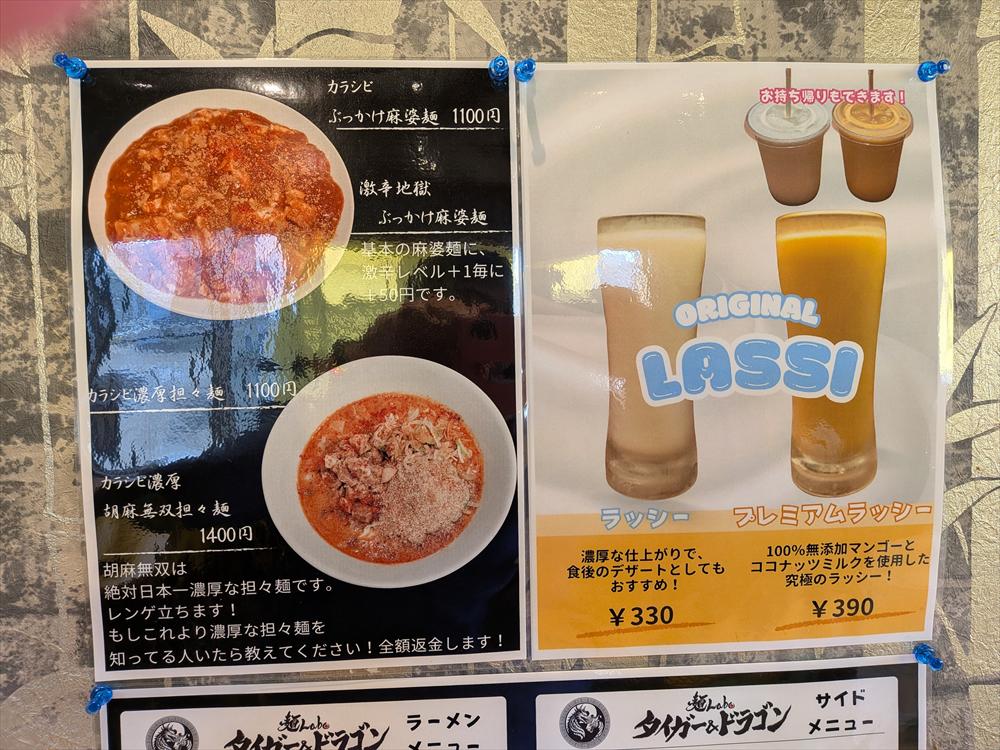 カラシビ
ぶっかけ麻婆麺 1100円
激辛地獄
ぶっかけ麻婆麺
基本の麻婆麺に、
激辛レベル＋1毎に
＋50円です。
カラシビ濃厚担々麺 1100円
カラシビ濃厚
胡麻無双担々麺
1400円
胡麻無双は
絶対日本一濃厚な担々麺です。
レンゲ立ちます！
もしこれより濃厚な担々麺を
知ってる人いたら教えてください！全額返金します！
お持ち帰りもできます！
ORIGINAL
LASSI
ラッシー
濃厚な仕上がりで、
食後のデザートとしても
おすすめ！
￥330
プレミアムラッシー
100%無添加マンゴーと
ココナッツミルクを使用した
究極のラッシー！
￥390
麺Labo
タイガー&ドラゴン
ラーメン
メニュー
麺Labo
タイガー&ドラゴン
サイド
メニュー